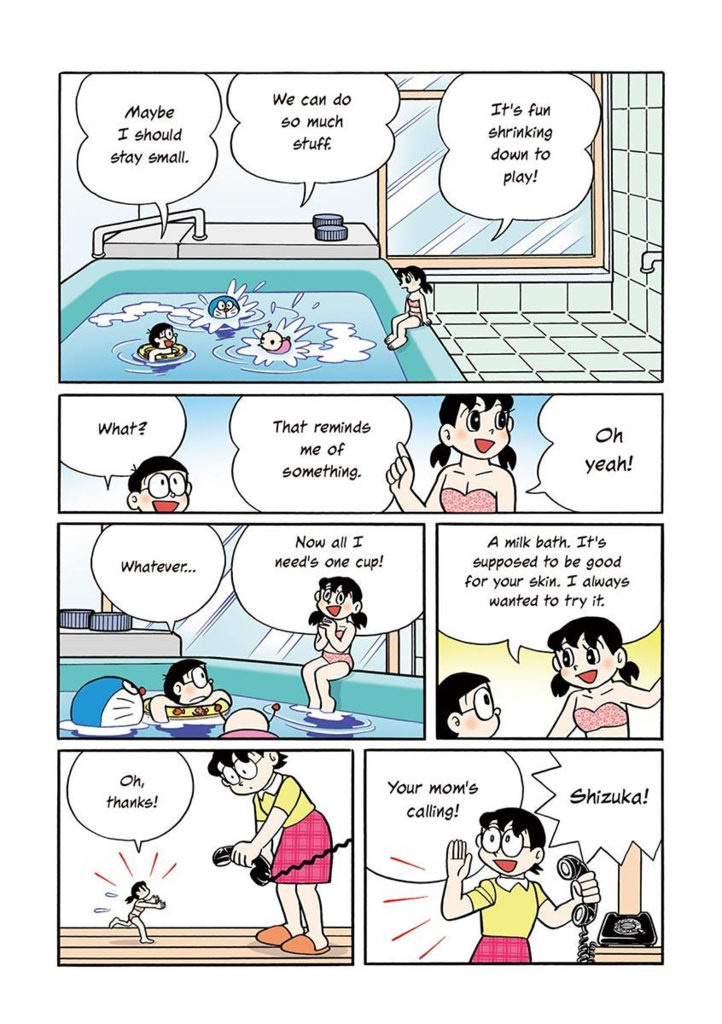 It's fun
shrinking
down to
play!
We can do
so much
stuff.
Maybe
I should
stay small.
Oh
yeah!
That reminds
me of
something.
What?
A milk bath. It's
supposed to be good
for your skin. I always
wanted to try it.
Now all I
need's one cup!
Whatever...
Shizuka!
Your mom's
calling!
Oh,
thanks!